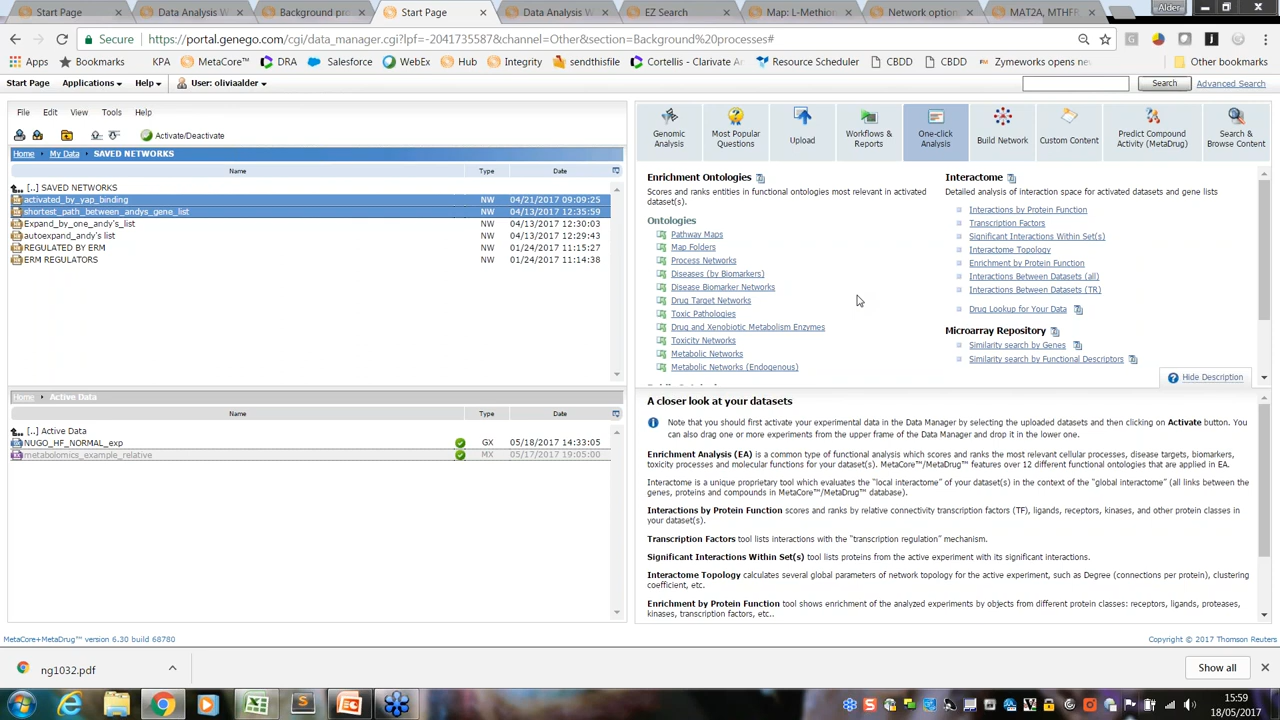 Start Page
Data Analysis W
Background pro
Start Page
Data Analysis W
EZ Search
Map: L-Methion
Network option
MAT2A, MTHFR
Alder
Secure
https://portal.genego.com/cgi/data_manager.cgi?lpf=-2041735587&channel=Other&section=Background%20processes#
Apps
Bookmarks
KPA
MetaCore™
DRA
Salesforce
WebEx
Hub
Integrity
sendthisfile
Cortellis - Clarivate A
Resource Scheduler
CBDD
CBDD
Zymeworks opens ne
Other bookmarks
Start Page
Applications
Help
User: oliviaalder
Search
Advanced Search
File Edit View Tools Help
Activate/Deactivate
Home My Data SAVED NETWORKS
Name Type Date
[..] SAVED NETWORKS
activated_by_yap_binding NW 04/21/2017 09:09:25
shortest_path_between_andys_gene_list NW 04/13/2017 12:35:59
Expand_by_one_andy's_list NW 04/13/2017 12:29:54
autoexpand_andy's list NW 04/13/2017 12:29:43
REGULATED BY ERM NW 01/24/2017 11:15:27
ERM REGULATORS NW 01/24/2017 11:14:38
Home Active Data
Name Type Date
[..] Active Data
NUGO_HF_NORMAL_exp GX 05/18/2017 14:33:05
metabolomics_example_relative MX 05/17/2017 19:05:00
Genomic Analysis
Most Popular Questions
Upload
Workflows & Reports
One-click Analysis
Build Network
Custom Content
Predict Compound Activity (MetaDrug)
Search & Browse Content
Enrichment Ontologies
Scores and ranks entities in functional ontologies most relevant in activated
dataset(s).
Ontologies
Pathway Maps
Map Folders
Process Networks
Diseases (by Biomarkers)
Disease Biomarker Networks
Drug Target Networks
Toxic Pathologies
Drug and Xenobiotic Metabolism Enzymes
Toxicity Networks
Metabolic Networks
Metabolic Networks (Endogenous)
Interactome
Detailed analysis of interaction space for activated datasets and gene lists
Interactions by Protein Function
Transcription Factors
Significant Interactions Within Set(s)
Interactome Topology
Enrichment by Protein Function
Interactions Between Datasets (all)
Interactions Between Datasets (TR)
Drug Lookup for Your Data
Microarray Repository
Similarity search by Genes
Similarity search by Functional Descriptors
Hide Description
A closer look at your datasets
Note that you should first activate your experimental data in the Data Manager by selecting the uploaded datasets and then clicking on Activate button. You
can also drag one or more experiments from the upper frame of the Data Manager and drop it in the lower one.
Enrichment Analysis (EA) is a common type of functional analysis which scores and ranks the most relevant cellular processes, disease targets, biomarkers,
toxicity processes and molecular functions for your dataset(s). MetaCore™/MetaDrug™ features over 12 different functional ontologies that are applied in EA.
Interactome is a unique proprietary tool which evaluates the "local interactome" of your dataset(s) in the context of the "global interactome" (all links between the
genes, proteins and compounds in MetaCore™/MetaDrug™ database).
Interactions by Protein Function scores and ranks by relative connectivity transcription factors (TF), ligands, receptors, kinases, and other protein classes in
your dataset(s).
Transcription Factors tool lists interactions with the "transcription regulation" mechanism.
Significant Interactions Within Set(s) tool lists proteins from the active experiment with its significant interactions.
Interactome Topology calculates several global parameters of network topology for the active experiment, such as Degree (connections per protein), clustering
coefficient, etc.
Enrichment by Protein Function tool shows enrichment of the analyzed experiments by objects from different protein classes: receptors, ligands, proteases,
kinases, transcription factors, etc..
MetaCore+MetaDrug™ version 6.30 build 68780
Copyright © 2017 Thomson Reuters
ng1032.pdf
Show all
15:59
18/05/2017